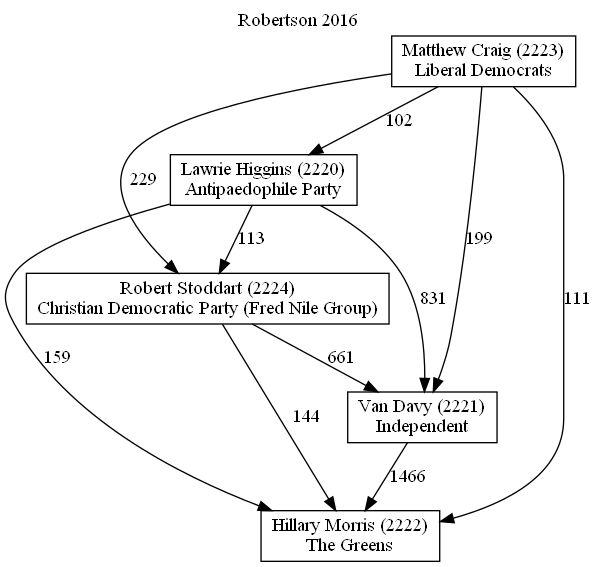 Robertson 2016
Matthew Craig (2223)
Liberal Democrats
102
Lawrie Higgins (2220)
Antipaedophile Party
229
113
199
Robert Stoddart (2224)
Christian Democratic Party (Fred Nile Group)
831
111
159
661
144
Van Davy (2221)
Independent
1466
Hillary Morris (2222)
The Greens